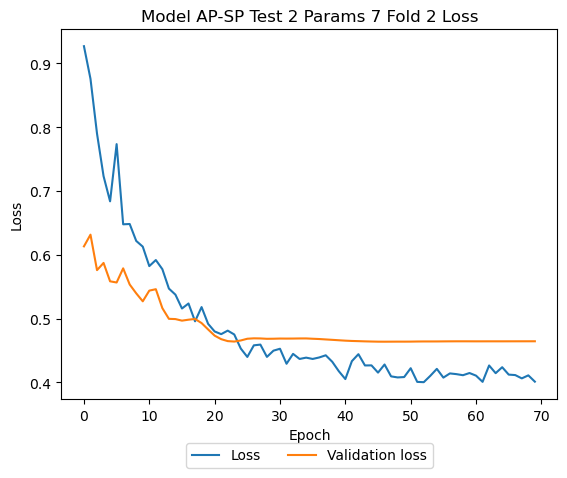 Model AP-SP Test 2 Params 7 Fold 2 Loss
0.9
0.8
0.7
0.6
0.5
0.4
Loss
0 10 20 30 40 50 60 70
Epoch
Loss Validation loss